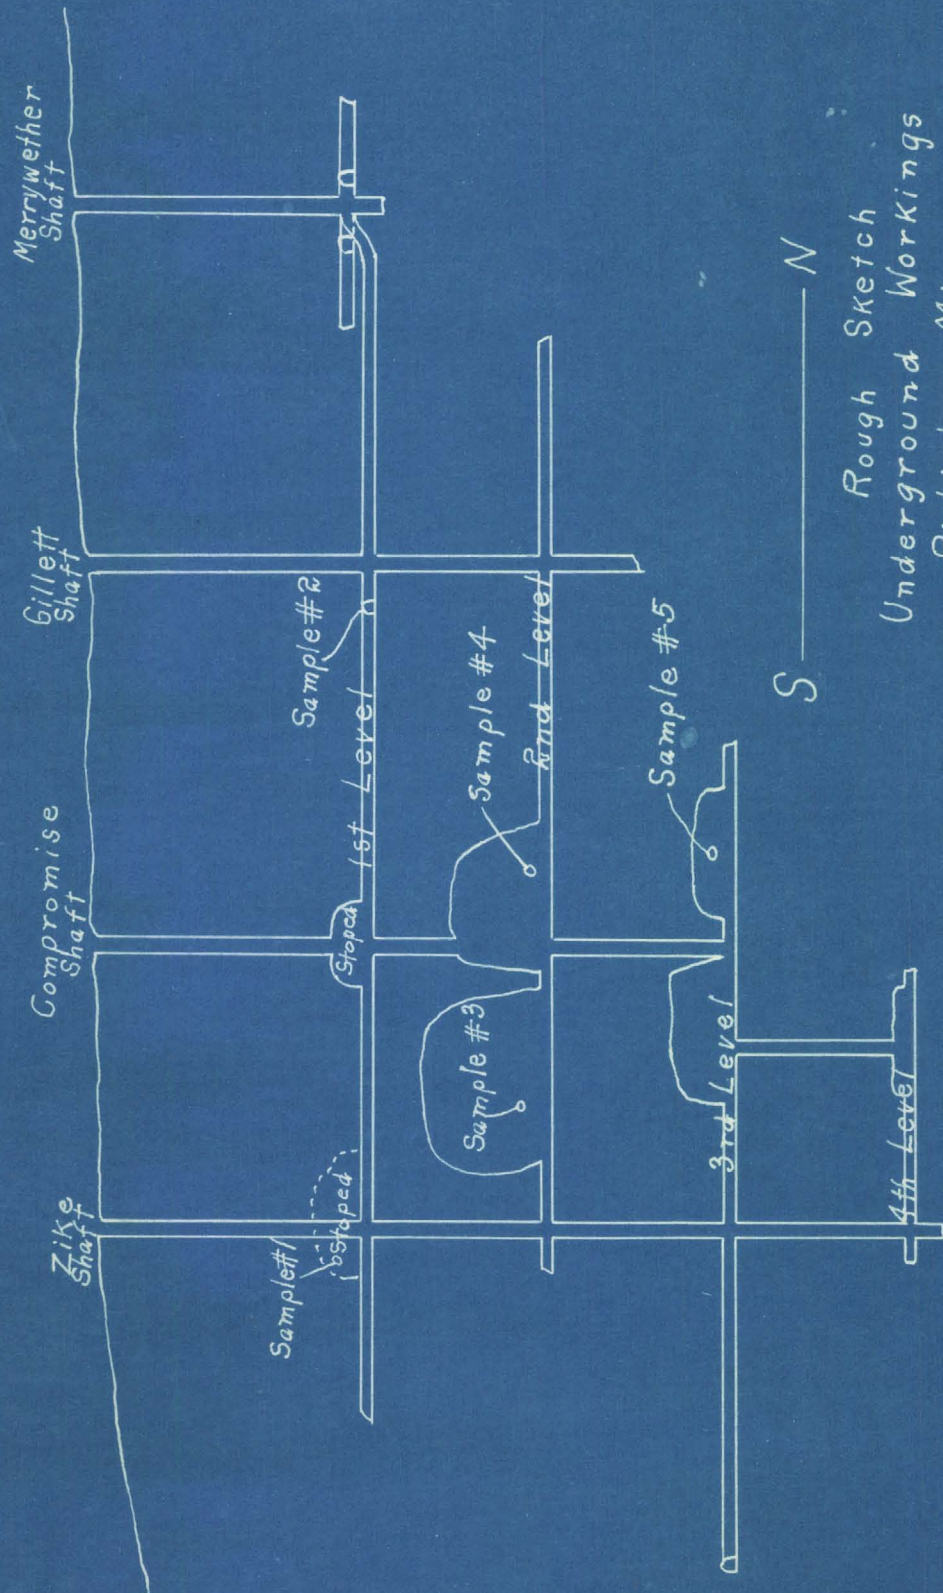 Zike
Shaft
Compromise
Shaft
Gillett
Shaft
Merrywether
Shaft
Sample#1
Stoped
Stoped
1st Level
Sample#2
Sample #3
Sample #4
2nd Level
3rd Level
Sample #5
4th Level
S
N
Rough Sketch
Underground Workings